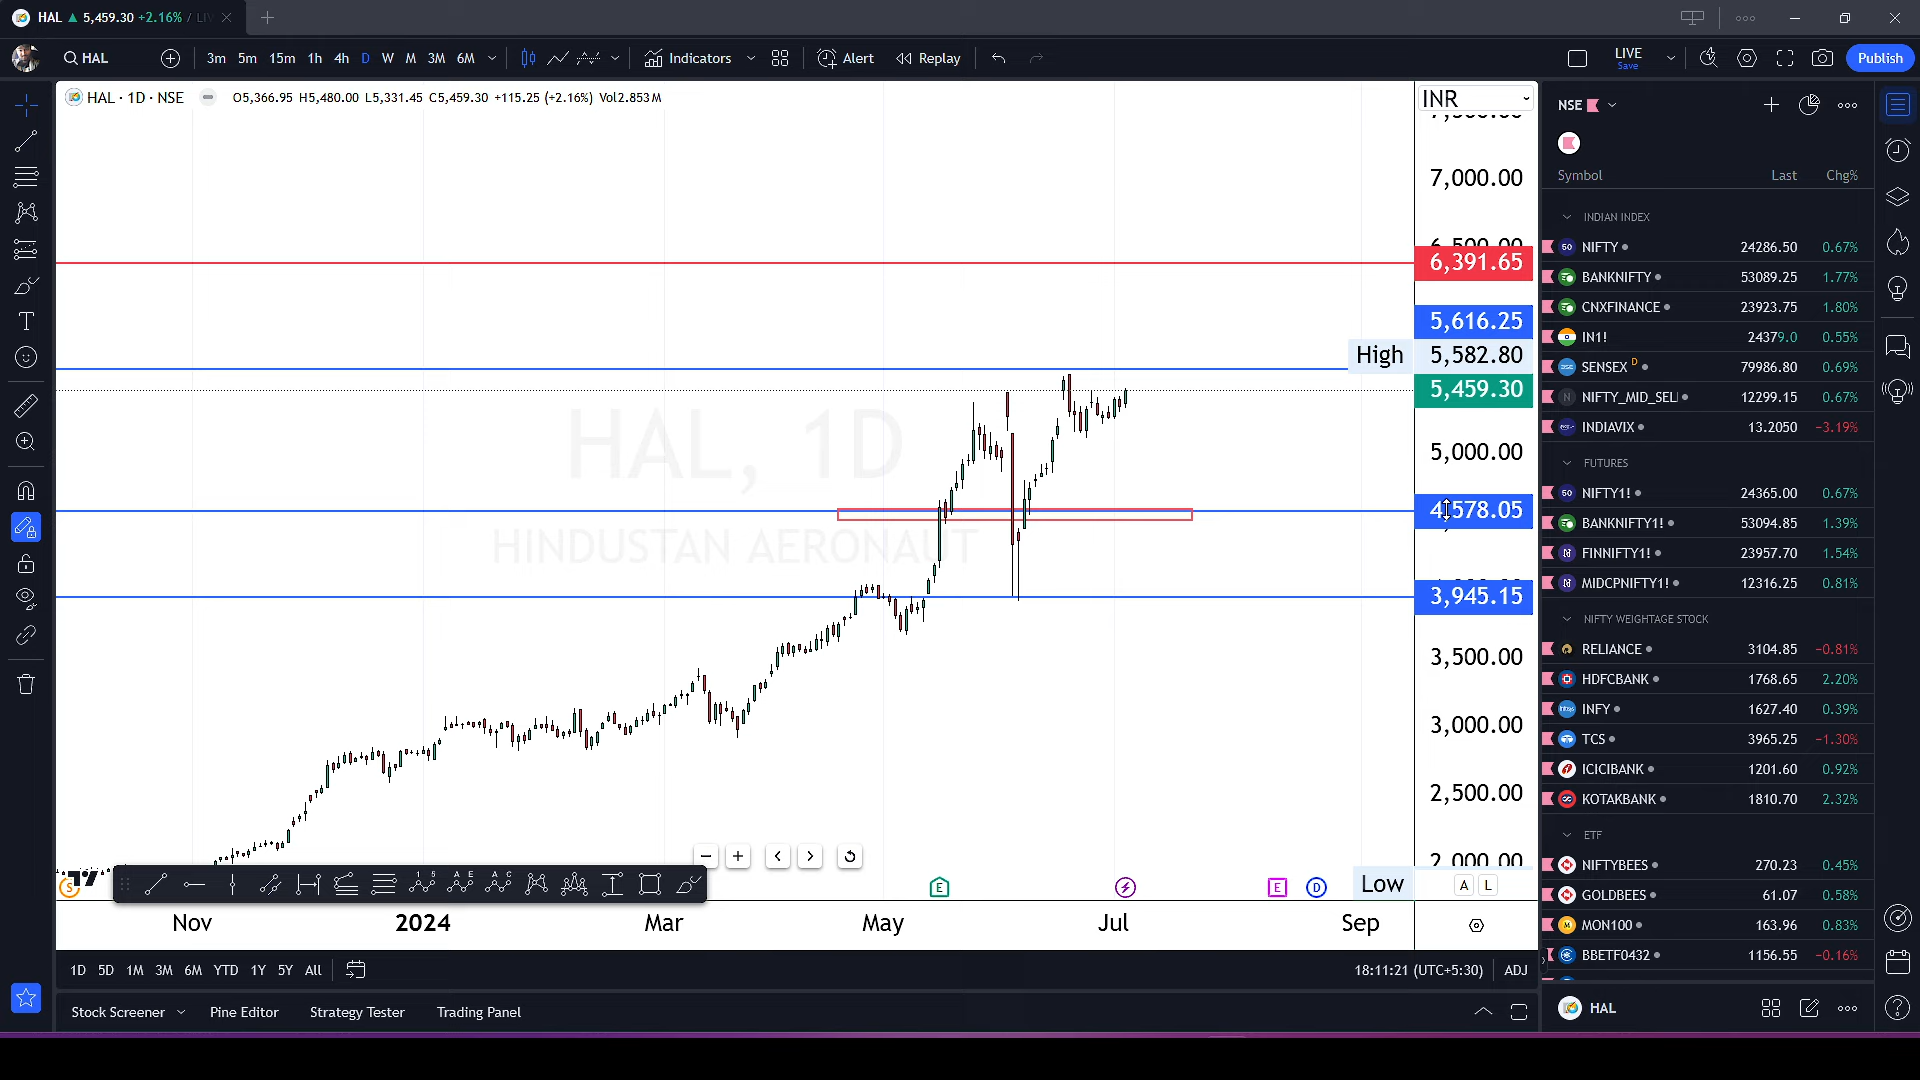 HAL ▲ 5,459.30 +2.16% / LIV
HAL
3m 5m 15m 1h 4h D W M 3M 6M
Indicators
Alert
Replay
LIVE
Save
Publish
HAL · 1D · NSE O5,366.95 H5,480.00 L5,331.45 C5,459.30 +115.25 (+2.16%) Vol2.853M
INR
7,000.00
6,391.65
5,616.25
High 5,582.80
5,459.30
5,000.00
4,578.05
3,945.15
3,500.00
3,000.00
2,500.00
2,000.00
Low
A L
HAL, 1D
HINDUSTAN AERONAUT
E E D
Nov 2024 Mar May Jul Sep
1D 5D 1M 3M 6M YTD 1Y 5Y All
18:11:21 (UTC+5:30) ADJ
Stock Screener Pine Editor Strategy Tester Trading Panel
NSE
Symbol Last Chg%
INDIAN INDEX
NIFTY 24286.50 0.67%
BANKNIFTY 53089.25 1.77%
CNXFINANCE 23923.75 1.80%
IN1! 24379.0 0.55%
SENSEX D 79986.80 0.69%
NIFTY_MID_SEL 12299.15 0.67%
INDIAVIX 13.2050 −3.19%
FUTURES
NIFTY1! 24365.00 0.67%
BANKNIFTY1! 53094.85 1.39%
FINNIFTY1! 23957.70 1.54%
MIDCPNIFTY1! 12316.25 0.81%
NIFTY WEIGHTAGE STOCK
RELIANCE 3104.85 −0.81%
HDFCBANK 1768.65 2.20%
INFY 1627.40 0.39%
TCS 3965.25 −1.30%
ICICIBANK 1201.60 0.92%
KOTAKBANK 1810.70 2.32%
ETF
NIFTYBEES 270.23 0.45%
GOLDBEES 61.07 0.58%
MON100 163.96 0.83%
BBETF0432 1156.55 −0.16%
HAL